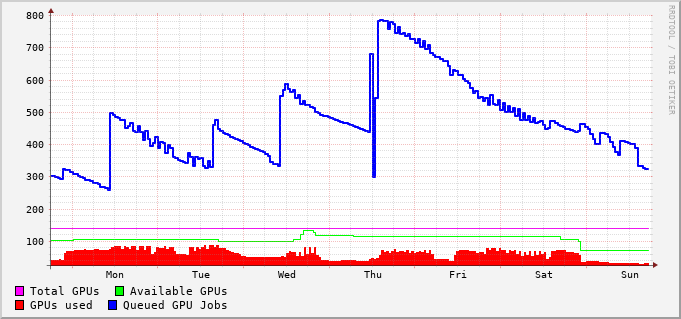 800
700
600
500
400
300
200
100
Mon Tue Wed Thu Fri Sat Sun
Total GPUs Available GPUs
GPUs used Queued GPU Jobs
RRDTOOL / TOBI OETIKER